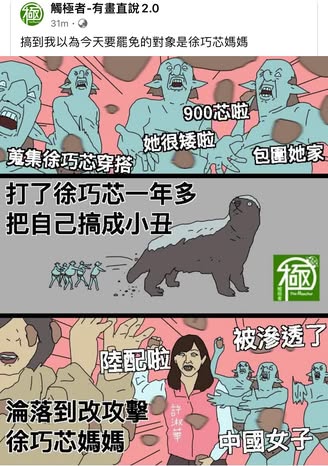 觸極者-有畫直說2.0
31m
搞到我以為今天要罷免的對象是徐巧芯媽媽
900芯啦
她很矮啦
蒐集徐巧芯穿搭
包圍她家
打了徐巧芯一年多
把自己搞成小丑
極
極
被滲透了
陸配啦
許淑華
淪落到改攻擊
徐巧芯媽媽
中國女子